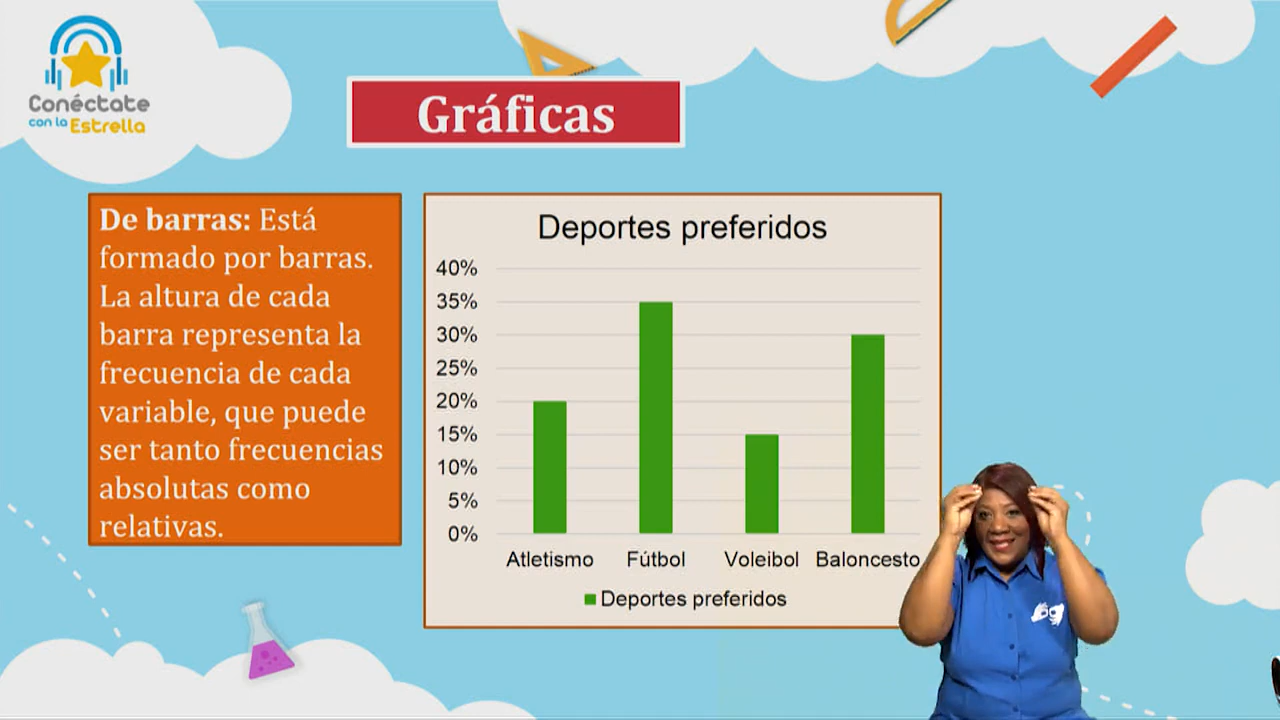 Conéctate
con la Estrella
Gráficas
De barras: Está
formado por barras.
La altura de cada
barra representa la
frecuencia de cada
variable, que puede
ser tanto frecuencias
absolutas como
relativas.
Deportes preferidos
40%
35%
30%
25%
20%
15%
10%
5%
0%
Atletismo Fútbol Voleibol Baloncesto
Deportes preferidos